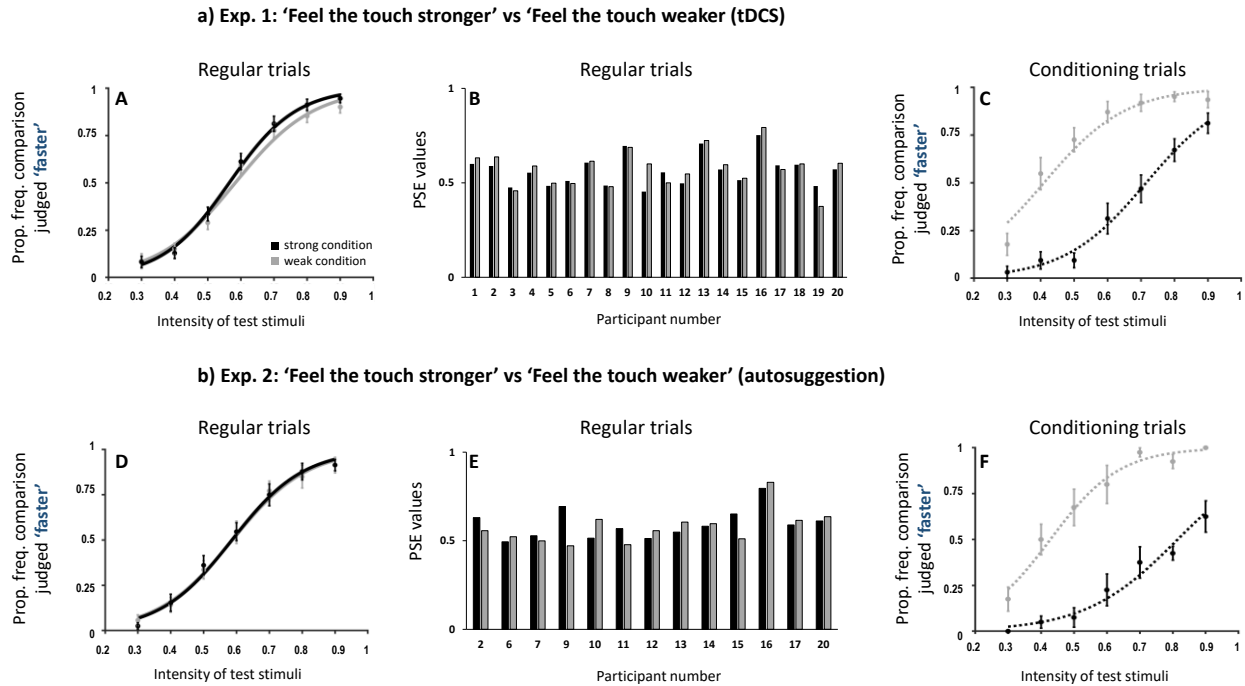 a) Exp. 1: ‘Feel the touch stronger’ vs ‘Feel the touch weaker (tDCS)
Regular trials
Prop. freq. comparison
judged ‘faster’
A
1
0.75
0.5
0.25
0
strong condition
weak condition
0.2 0.3 0.4 0.5 0.6 0.7 0.8 0.9 1
Intensity of test stimuli
Regular trials
PSE values
B
1
0.5
0
1 2 3 4 5 6 7 8 9 10 11 12 13 14 15 16 17 18 19 20
Participant number
Conditioning trials
Prop. freq. comparison
judged ‘faster’
C
1
0.75
0.5
0.25
0
0.2 0.3 0.4 0.5 0.6 0.7 0.8 0.9 1
Intensity of test stimuli
b) Exp. 2: ‘Feel the touch stronger’ vs ‘Feel the touch weaker’ (autosuggestion)
Regular trials
Prop. freq. comparison
judged ‘faster’
D
1
0.75
0.5
0.25
0
0.2 0.3 0.4 0.5 0.6 0.7 0.8 0.9 1
Intensity of test stimuli
Regular trials
PSE values
E
1
0.5
0
2 6 7 9 10 11 12 13 14 15 16 17 20
Participant number
Conditioning trials
Prop. freq. comparison
judged ‘faster’
F
1
0.75
0.5
0.25
0
0.2 0.3 0.4 0.5 0.6 0.7 0.8 0.9 1
Intensity of test stimuli